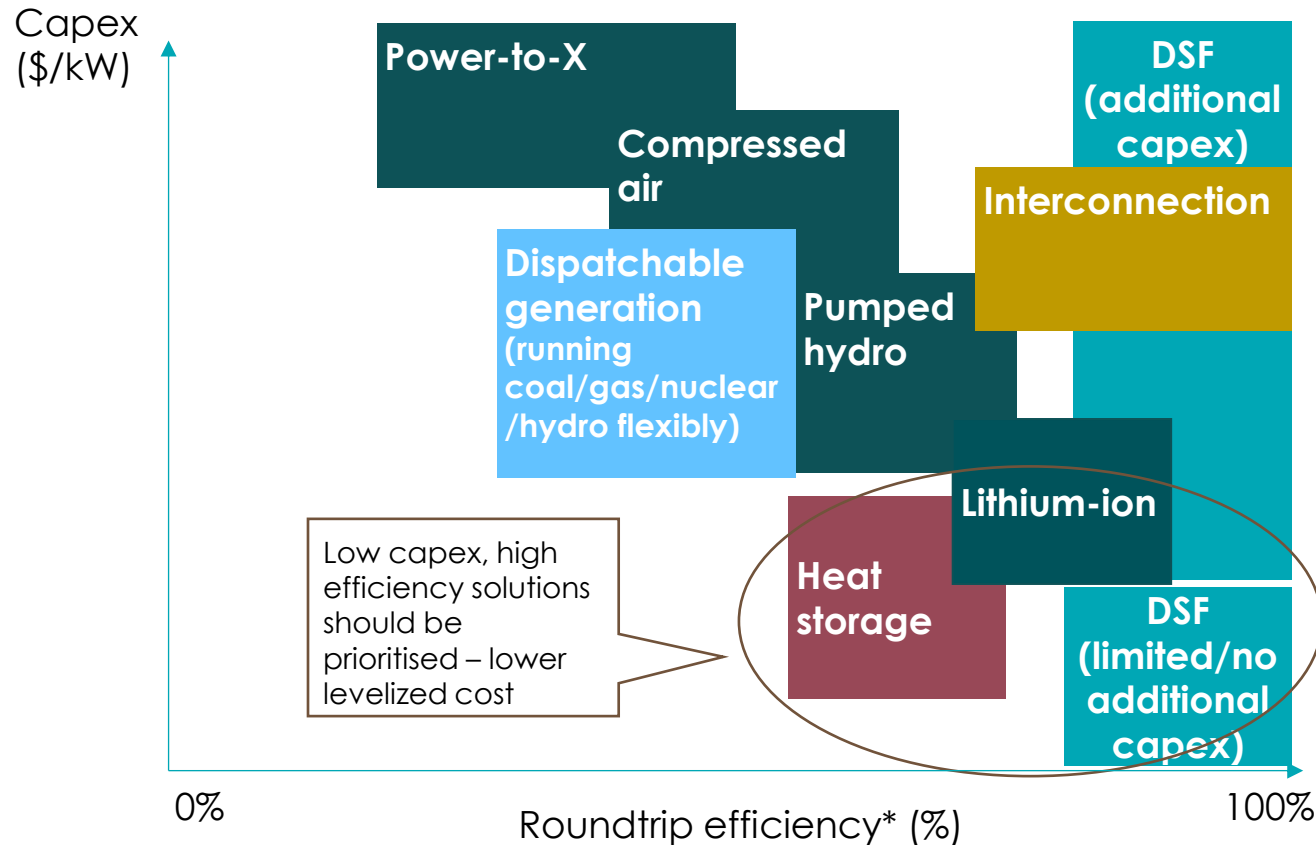 Capex
($/kW)
Power-to-X
DSF
(additional
capex)
Compressed
air
Interconnection
Dispatchable
generation
(running
coal/gas/nuclear
/hydro flexibly)
Pumped
hydro
Lithium-ion
Low capex, high
efficiency solutions
should be
prioritised – lower
levelized cost
Heat
storage
DSF
(limited/no
additional
capex)
0%
Roundtrip efficiency* (%)
100%